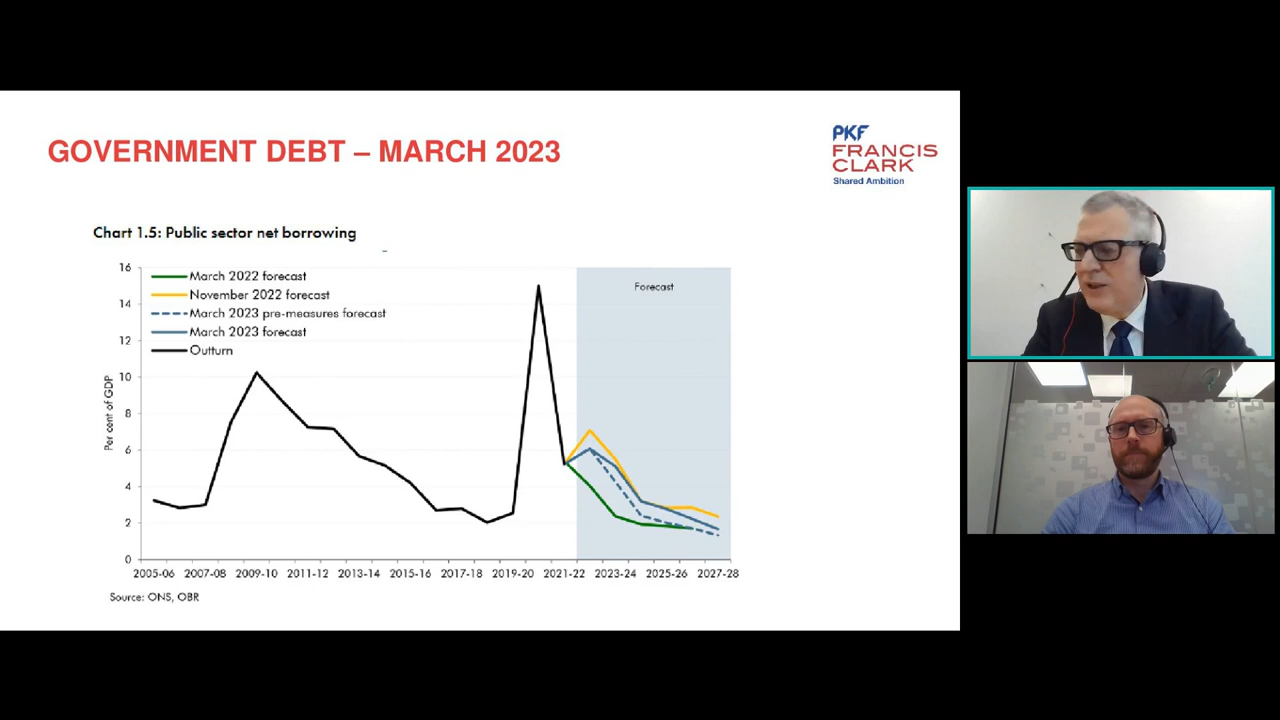 GOVERNMENT DEBT – MARCH 2023
PKF
FRANCIS
CLARK
Shared Ambition
Chart 1.5: Public sector net borrowing
16
14
12
10
8
6
4
2
0
Per cent of GDP
March 2022 forecast
November 2022 forecast
March 2023 pre-measures forecast
March 2023 forecast
Outturn
Forecast
2005-06 2007-08 2009-10 2011-12 2013-14 2015-16 2017-18 2019-20 2021-22 2023-24 2025-26 2027-28
Source: ONS, OBR